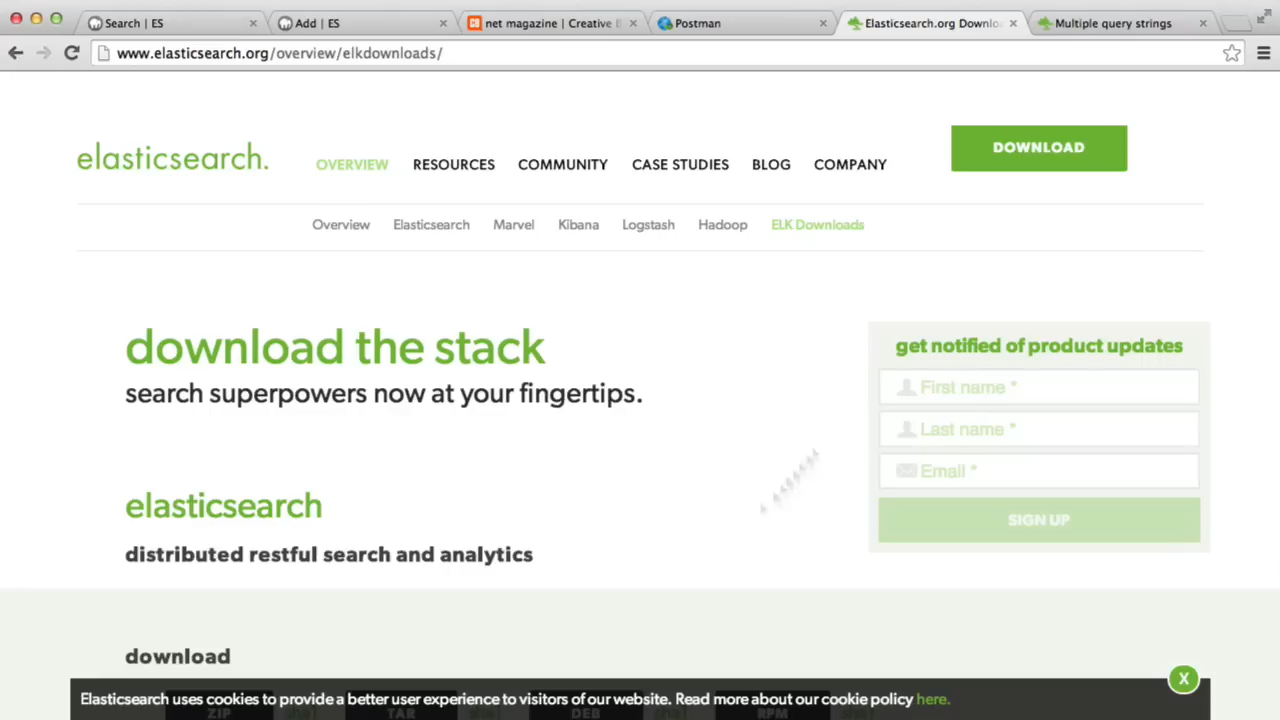 Search | ES
Add | ES
net magazine | Creative B
Postman
Elasticsearch.org Downlo
Multiple query strings
www.elasticsearch.org/overview/elkdownloads/
elasticsearch.
OVERVIEW
RESOURCES
COMMUNITY
CASE STUDIES
BLOG
COMPANY
DOWNLOAD
Overview
Elasticsearch
Marvel
Kibana
Logstash
Hadoop
ELK Downloads
download the stack
search superpowers now at your fingertips.
get notified of product updates
First name *
Last name *
Email *
SIGN UP
elasticsearch
distributed restful search and analytics
download
Elasticsearch uses cookies to provide a better user experience to visitors of our website. Read more about our cookie policy here.
X
ZIP
TAR
DEB
RPM